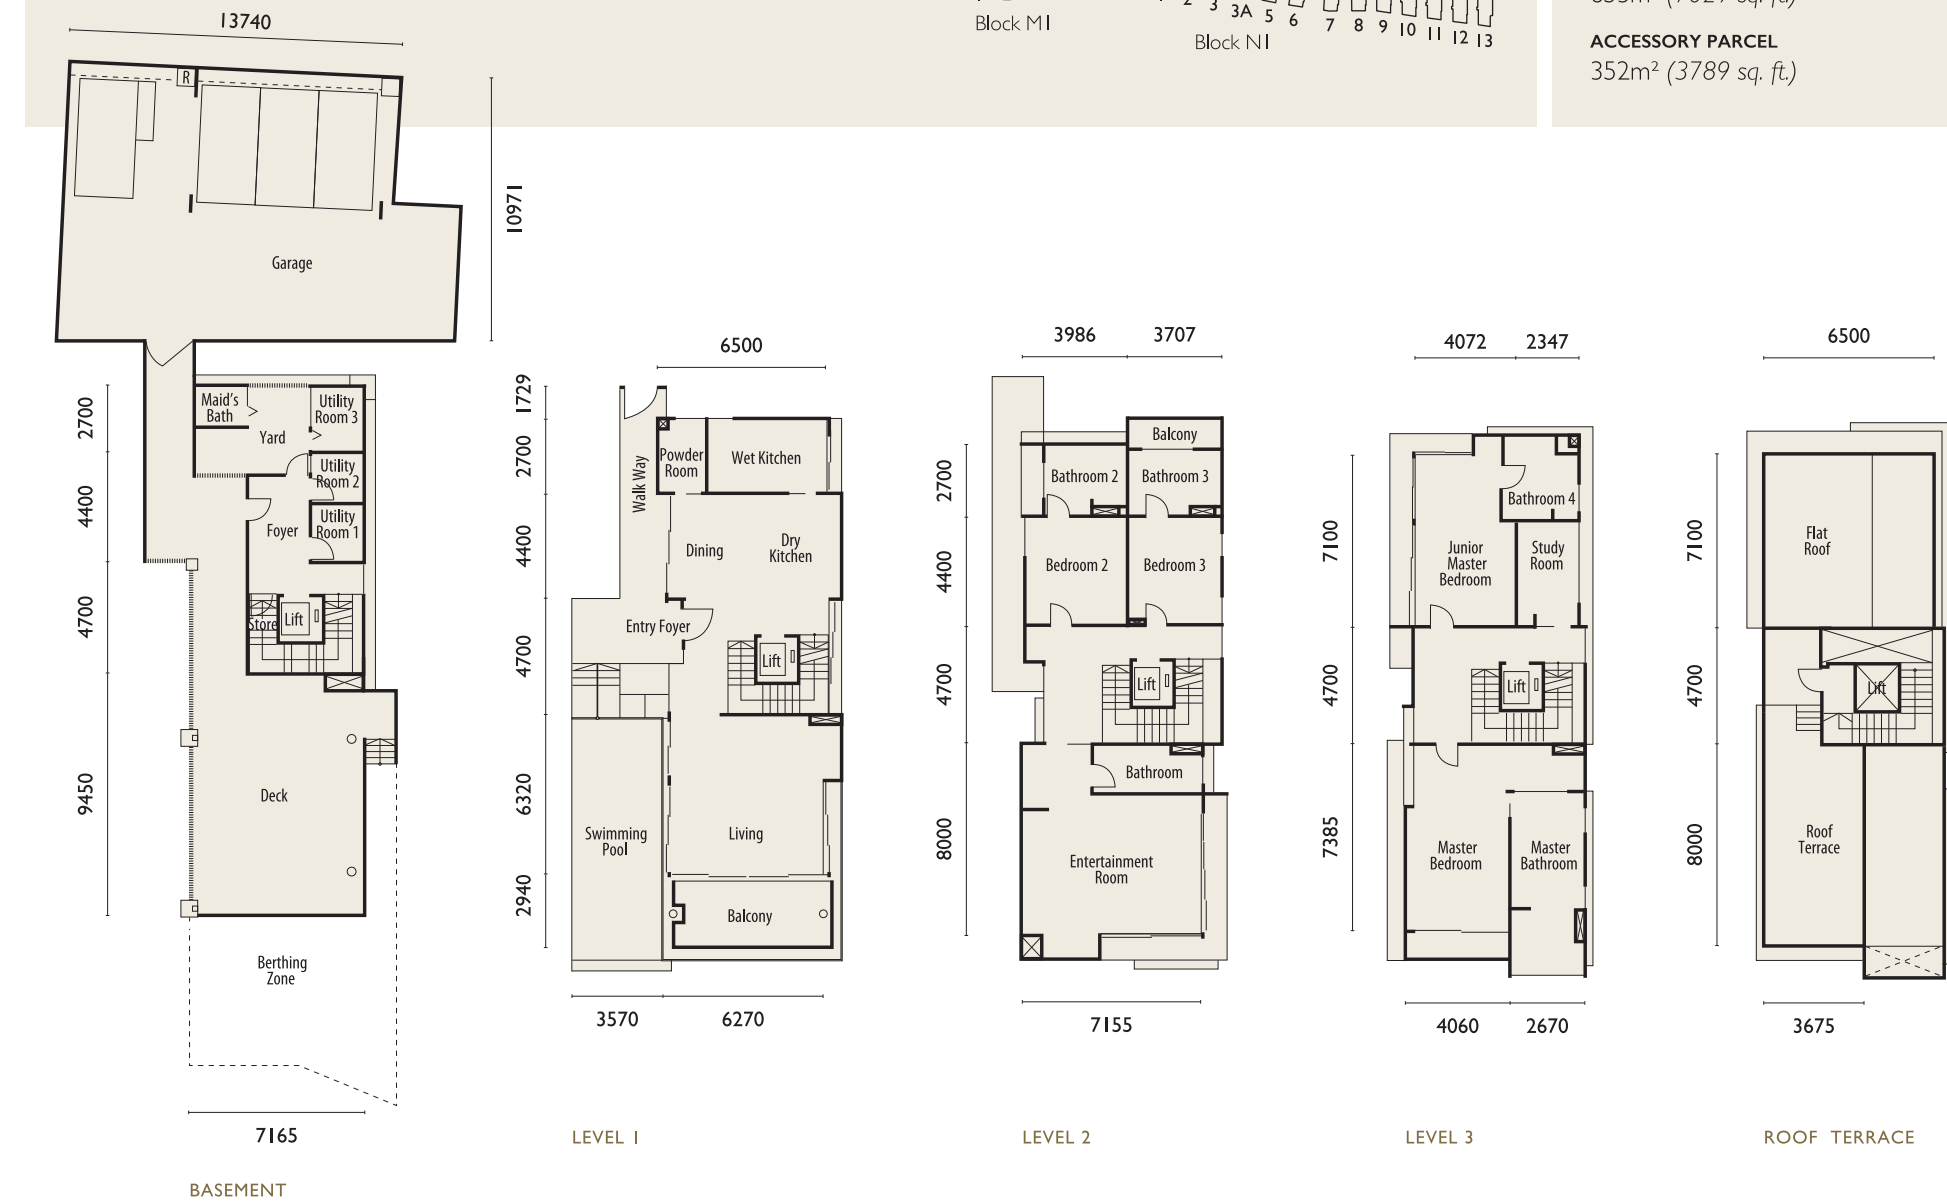 13740
Block M1
2 3 3A 5 6 7 8 9 10 11 12 13
Block N1
ACCESSORY PARCEL
352m² (3789 sq. ft.)
R
10971
Garage
2700
4400
4700
9450
Maid's
Bath
Utility
Room 3
Yard
Utility
Room 2
Foyer
Utility
Room 1
Store
Lift
Deck
Berthing
Zone
7165
BASEMENT
6500
1729
2700
4400
4700
6320
2940
Walk Way
Powder
Room
Wet Kitchen
Dining
Dry
Kitchen
Entry Foyer
Lift
Swimming
Pool
Living
Balcony
3570
6270
LEVEL 1
3986
3707
2700
4400
4700
8000
Balcony
Bathroom 2
Bathroom 3
Bedroom 2
Bedroom 3
Lift
Bathroom
Entertainment
Room
7155
LEVEL 2
4072
2347
7100
4700
7385
Bathroom 4
Junior
Master
Bedroom
Study
Room
Lift
Master
Bedroom
Master
Bathroom
4060
2670
LEVEL 3
6500
7100
4700
8000
Flat
Roof
Lift
Roof
Terrace
3675
ROOF TERRACE